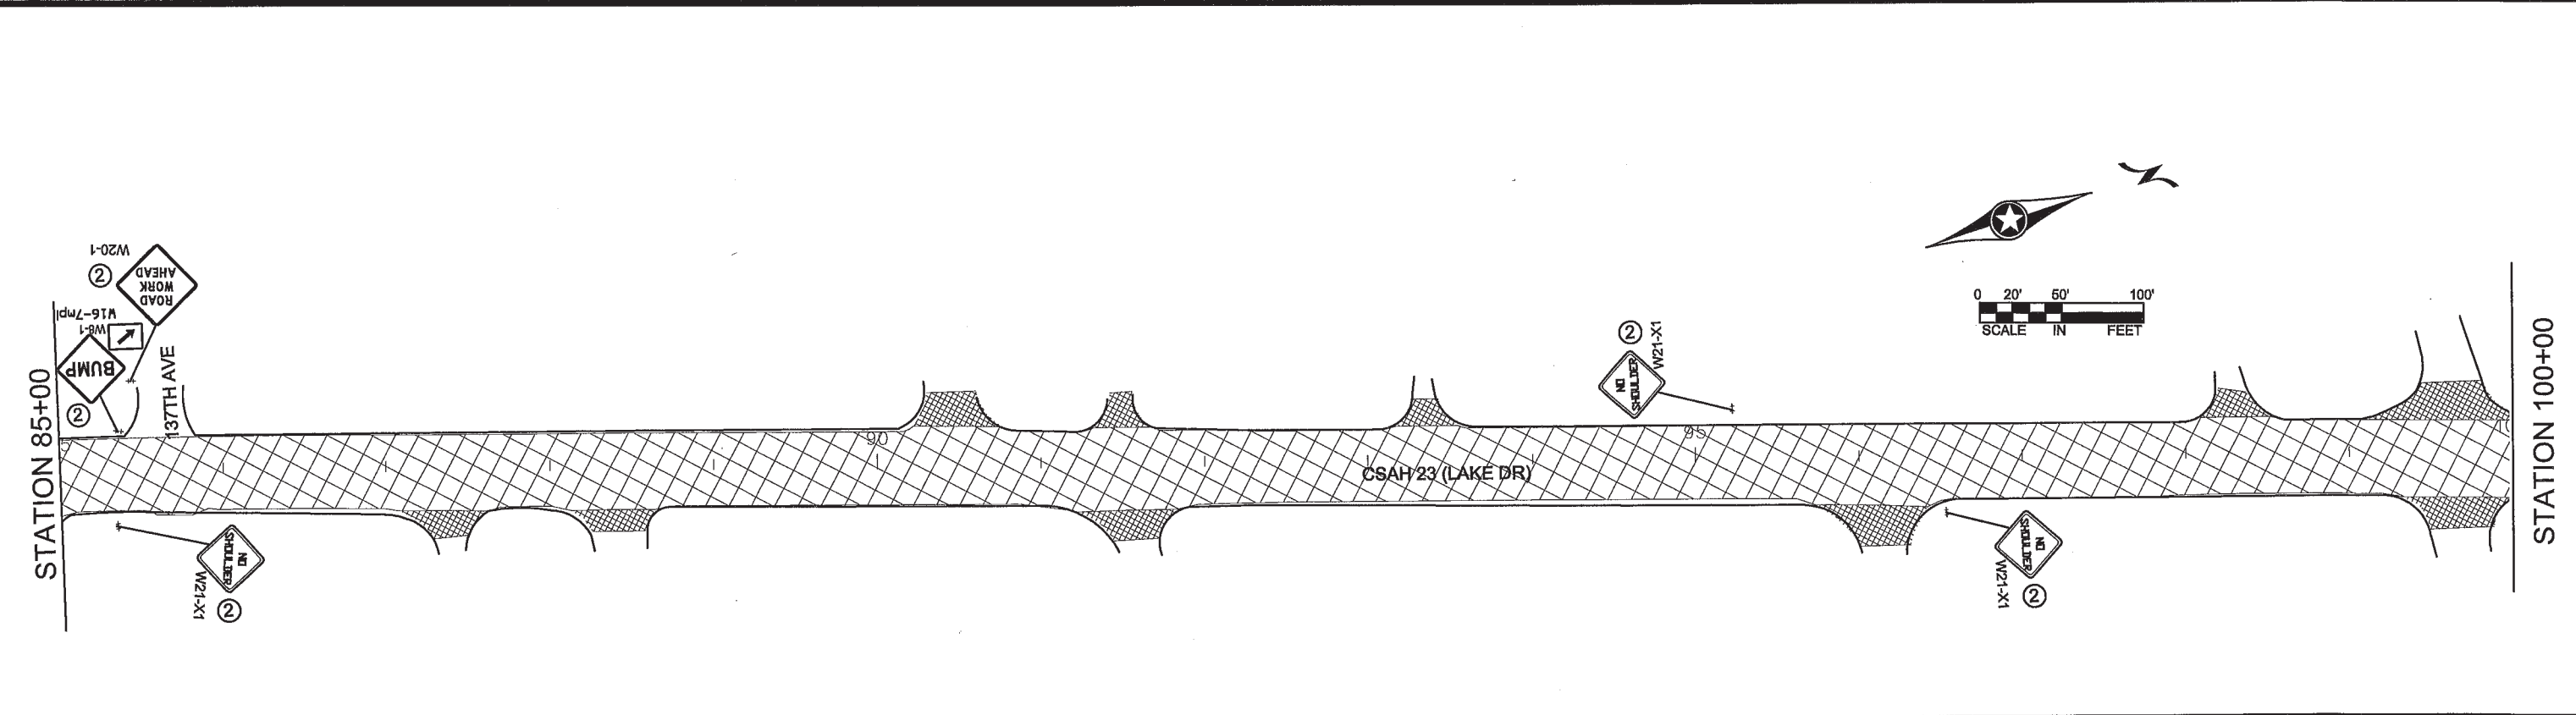 STATION 85+00
W20-1
2
ROAD
WORK
AHEAD
W16-7mpl
W8-1
BUMP
2
137TH AVE
NO
SHOULDER
W21-X1
2
90
CSAH 23 (LAKE DR)
2
W21-X1
NO
SHOULDER
95
0 20' 50' 100'
SCALE IN FEET
NO
SHOULDER
W21-X1
2
N
STATION 100+00